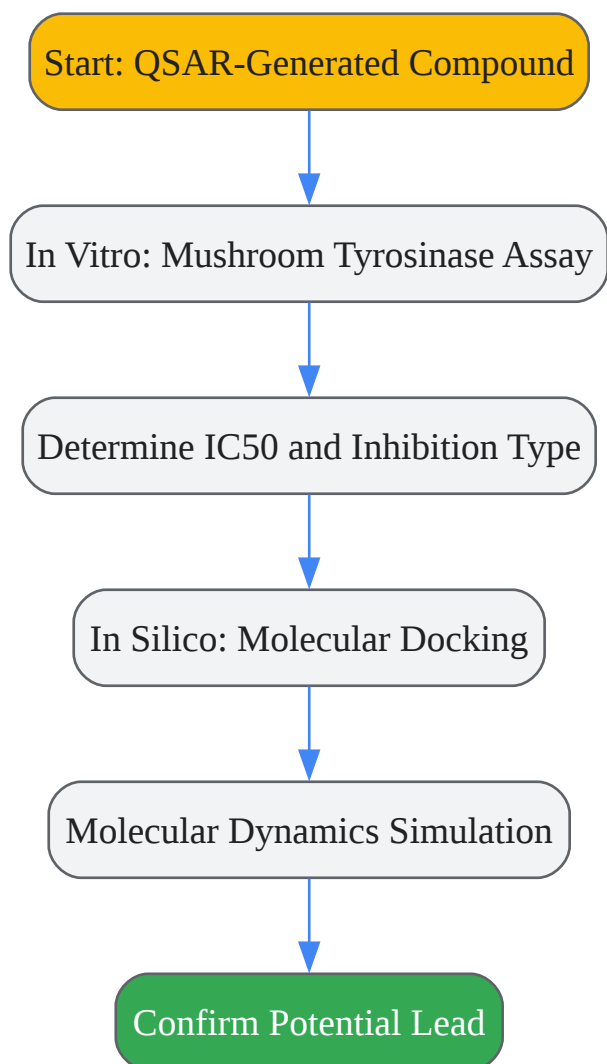 Start: QSAR-Generated Compound
In Vitro: Mushroom Tyrosinase Assay
Determine IC50 and Inhibition Type
In Silico: Molecular Docking
Molecular Dynamics Simulation
Confirm Potential Lead